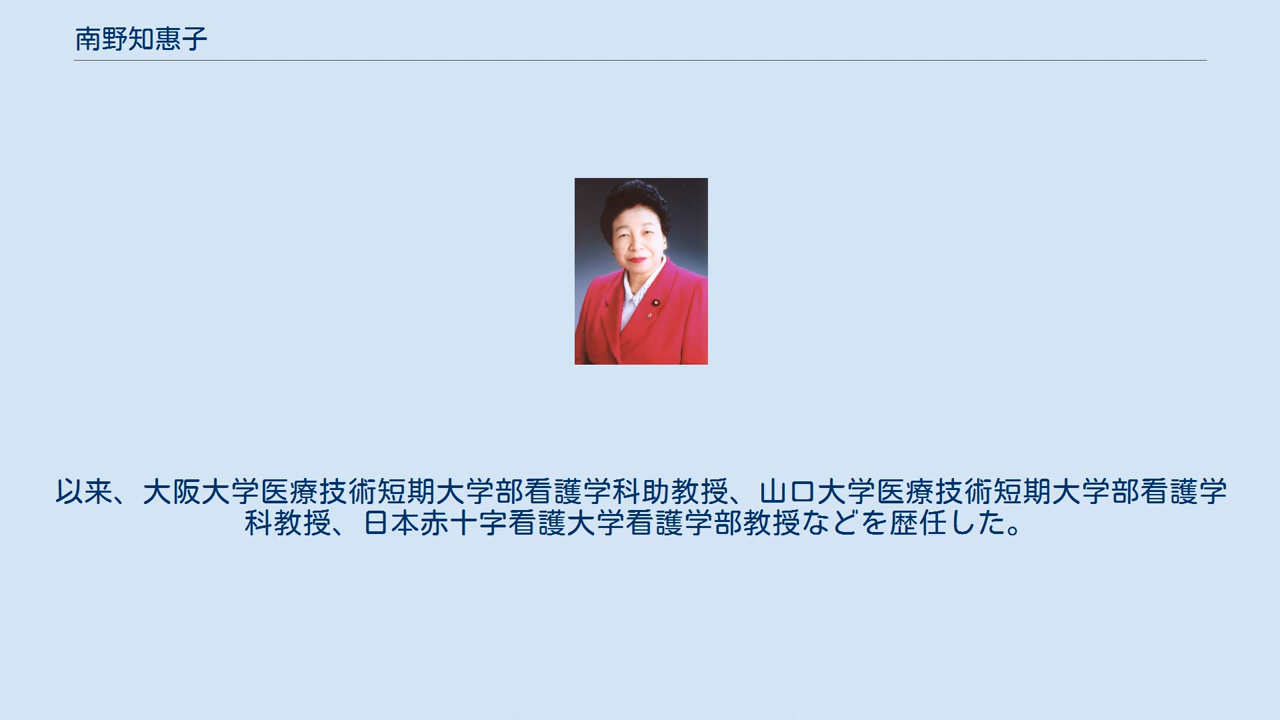 南野知惠子
以来、大阪大学医療技術短期大学部看護学科助教授、山口大学医療技術短期大学部看護学
科教授、日本赤十字看護大学看護学部教授などを歴任した。